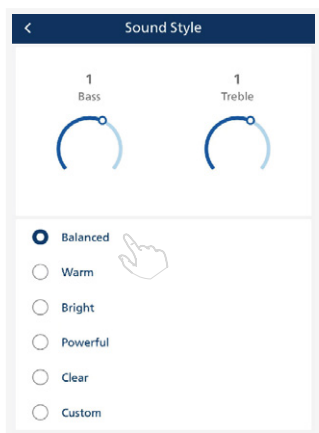 Sound Style
1
Bass
1
Treble
Balanced
Warm
Bright
Powerful
Clear
Custom